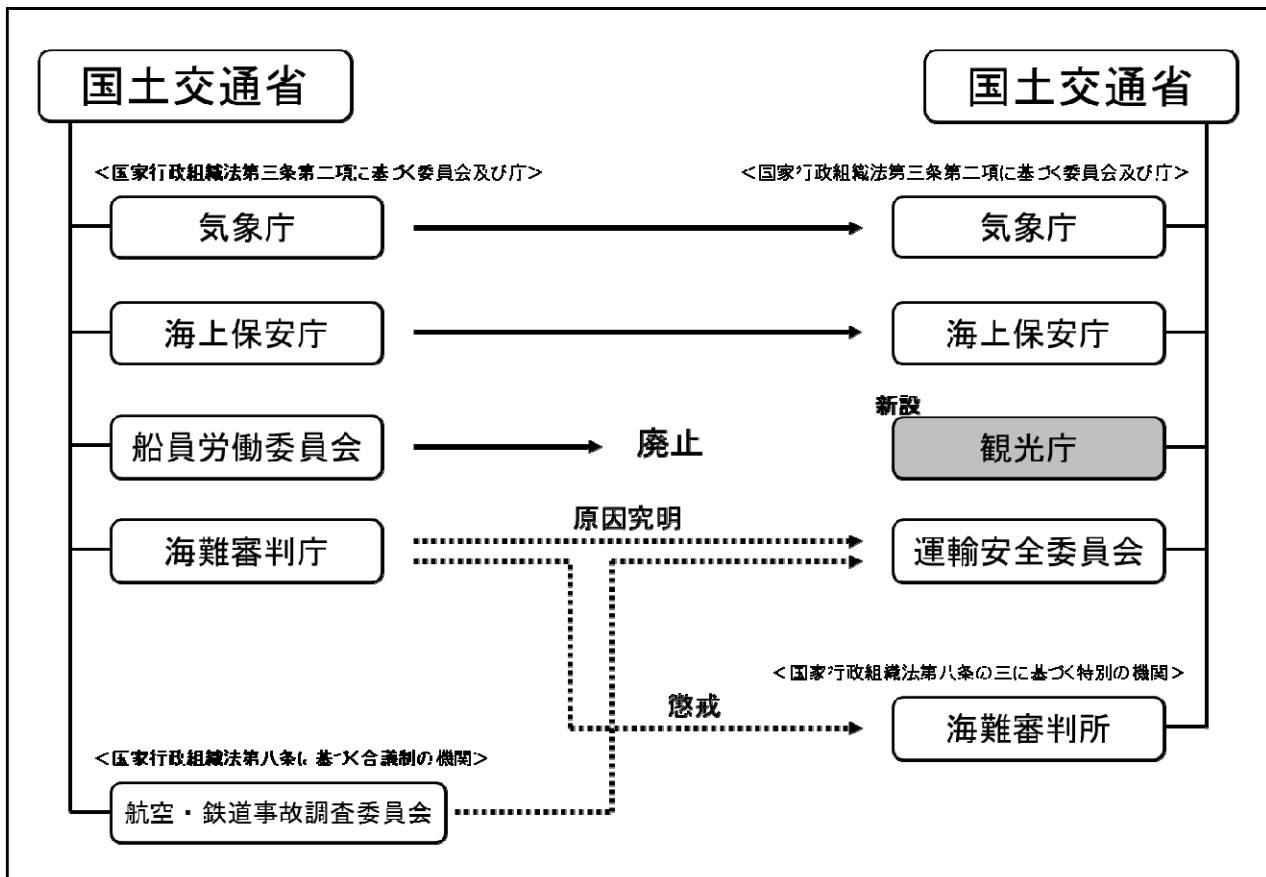 国土交通省
国土交通省
<国家行政組織法第三条第二項に基づく委員会及び庁>
<国家行政組織法第三条第二項に基づく委員会及び庁>
気象庁
気象庁
海上保安庁
海上保安庁
新設
船員労働委員会
廃止
観光庁
原因究明
海難審判庁
運輸安全委員会
<国家行政組織法第八条の三に基づく特別の機関>
懲戒
海難審判所
<国家行政組織法第八条に基づく合議制の機関>
航空・鉄道事故調査委員会